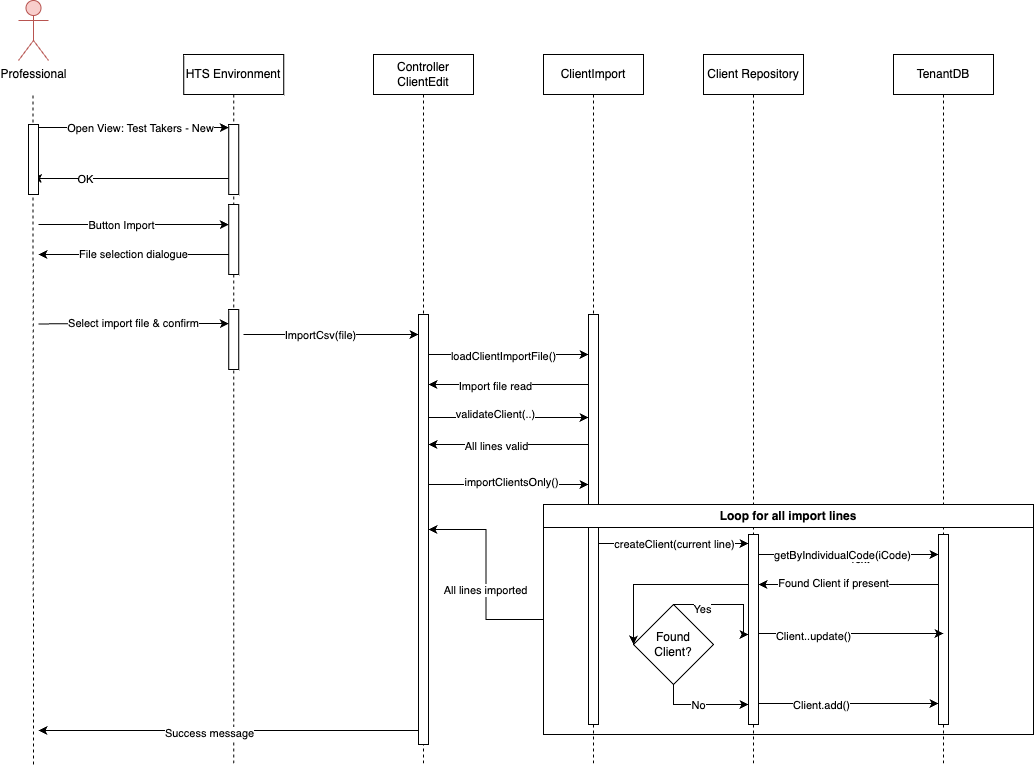 Professional
HTS Environment
Controller
ClientEdit
ClientImport
Client Repository
TenantDB
Open View: Test Takers - New
OK
Button Import
File selection dialogue
Select import file & confirm
ImportCsv(file)
loadClientImportFile()
Import file read
validateClient(..)
All lines valid
importClientsOnly()
Loop for all import lines
createClient(current line)
getByIndividualCode(iCode)
Found Client if present
All lines imported
Yes
Found
Client?
Client..update()
No
Client.add()
Success message